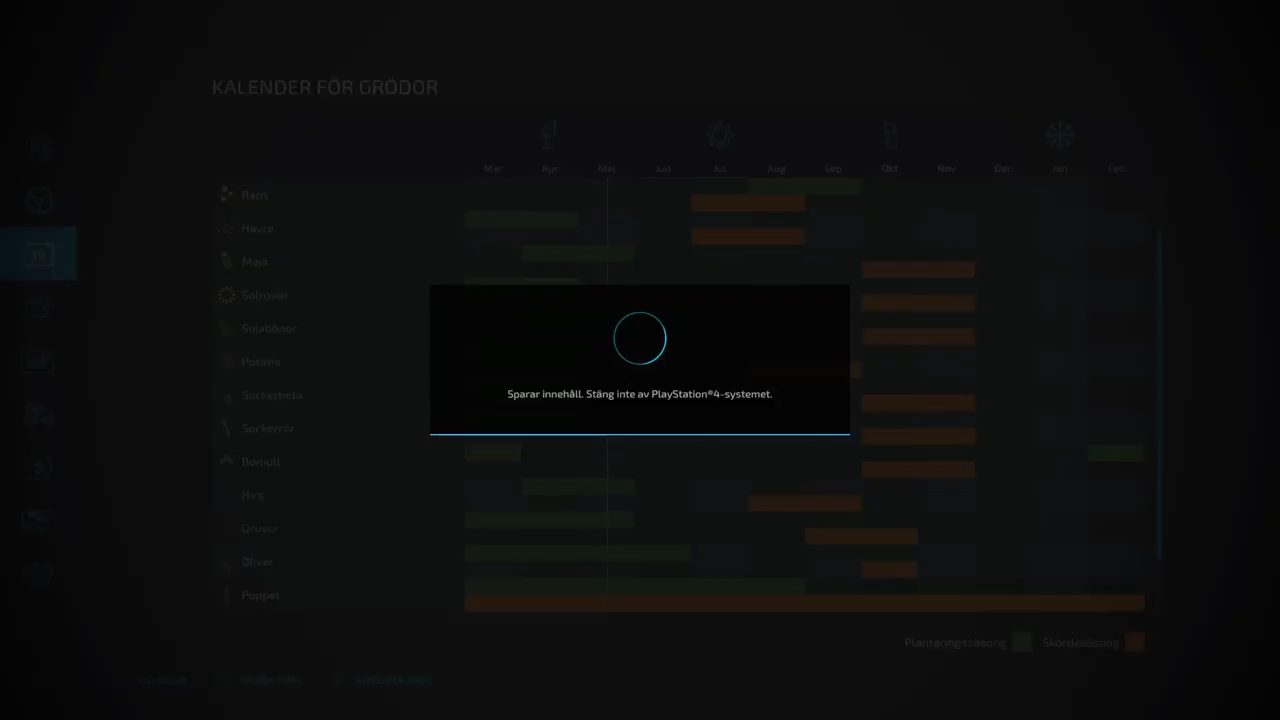 KALENDER FÖR GRÖDOR
Mar Apr Maj Jun Jul Aug Sep Okt Nov Dec Jan Feb
Raps
Havre
Majs
Solrosor
Sojabönor
Potatis
Sockerbeta
Sockerrör
Bomull
Hirs
Druvor
Oliver
Poppel
Sparar innehåll. Stäng inte av PlayStation®4-systemet.
Planteringssäsong Skördesäsong